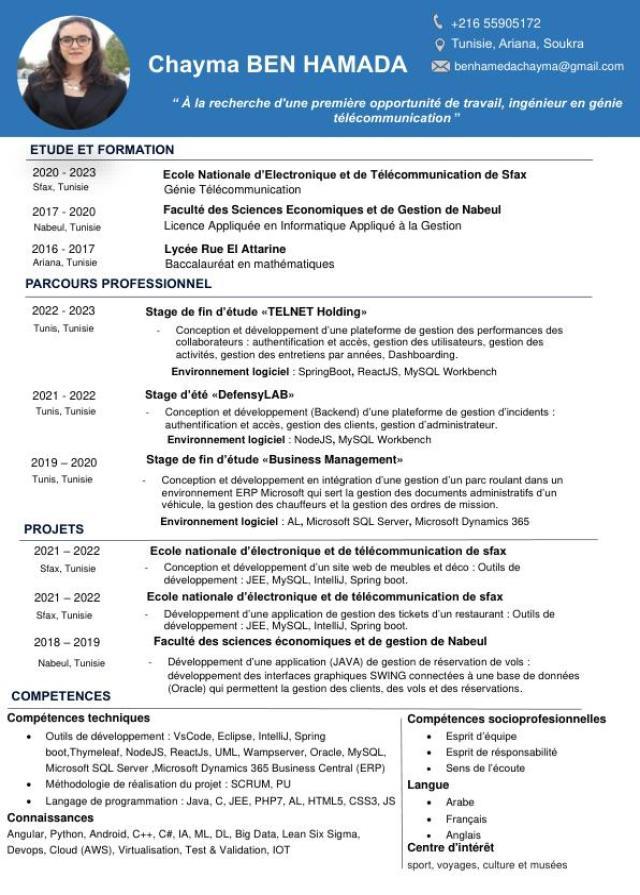 +216 55905172
Tunisie, Ariana, Soukra
Chayma BEN HAMADA
benhamedachayma@gmail.com
“ À la recherche d'une première opportunité de travail, ingénieur en génie
télécommunication ”
ETUDE ET FORMATION
2020 - 2023
Sfax, Tunisie
Ecole Nationale d’Electronique et de Télécommunication de Sfax
Génie Télécommunication
2017 - 2020
Nabeul, Tunisie
Faculté des Sciences Economiques et de Gestion de Nabeul
Licence Appliquée en Informatique Appliqué à la Gestion
2016 - 2017
Ariana, Tunisie
Lycée Rue El Attarine
Baccalauréat en mathématiques
PARCOURS PROFESSIONNEL
2022 - 2023
Tunis, Tunisie
Stage de fin d’étude «TELNET Holding»
- Conception et développement d’une plateforme de gestion des performances des
collaborateurs : authentification et accès, gestion des utilisateurs, gestion des
activités, gestion des entretiens par années, Dashboarding.
Environnement logiciel : SpringBoot, ReactJS, MySQL Workbench
2021 - 2022
Tunis, Tunisie
Stage d’été «DefensyLAB»
- Conception et développement (Backend) d’une plateforme de gestion d’incidents :
authentification et accès, gestion des clients, gestion d’administrateur.
Environnement logiciel : NodeJS, MySQL Workbench
2019 – 2020
Tunis, Tunisie
Stage de fin d’étude «Business Management»
- Conception et développement en intégration d’une gestion d’un parc roulant dans un
environnement ERP Microsoft qui sert la gestion des documents administratifs d’un
véhicule, la gestion des chauffeurs et la gestion des ordres de mission.
Environnement logiciel : AL, Microsoft SQL Server, Microsoft Dynamics 365
PROJETS
2021 – 2022
Sfax, Tunisie
Ecole nationale d’électronique et de télécommunication de sfax
- Conception et développement d’un site web de meubles et déco : Outils de
développement : JEE, MySQL, IntelliJ, Spring boot.
2021 – 2022
Sfax, Tunisie
Ecole nationale d’électronique et de télécommunication de sfax
- Développement d’une application de gestion des tickets d’un restaurant : Outils de
développement : JEE, MySQL, IntelliJ, Spring boot.
2018 – 2019
Nabeul, Tunisie
Faculté des sciences économiques et de gestion de Nabeul
- Développement d’une application (JAVA) de gestion de réservation de vols :
développement des interfaces graphiques SWING connectées à une base de données
(Oracle) qui permettent la gestion des clients, des vols et des réservations.
COMPETENCES
Compétences techniques
• Outils de développement : VsCode, Eclipse, IntelliJ, Spring
boot,Thymeleaf, NodeJS, ReactJs, UML, Wampserver, Oracle, MySQL,
Microsoft SQL Server ,Microsoft Dynamics 365 Business Central (ERP)
• Méthodologie de réalisation du projet : SCRUM, PU
• Langage de programmation : Java, C, JEE, PHP7, AL, HTML5, CSS3, JS
Connaissances
Angular, Python, Android, C++, C#, IA, ML, DL, Big Data, Lean Six Sigma,
Devops, Cloud (AWS), Virtualisation, Test & Validation, IOT
Compétences socioprofessionnelles
• Esprit d’équipe
• Esprit de résponsabilité
• Sens de l’écoute
Langue
• Arabe
• Français
• Anglais
Centre d'intérêt
sport, voyages, culture et musées